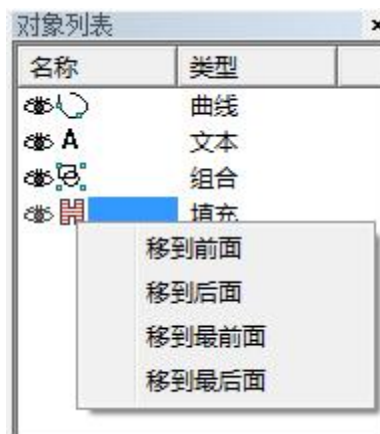 对象列表
名称 类型
曲线
A 文本
组合
H 填充
移到前面
移到后面
移到最前面
移到最后面